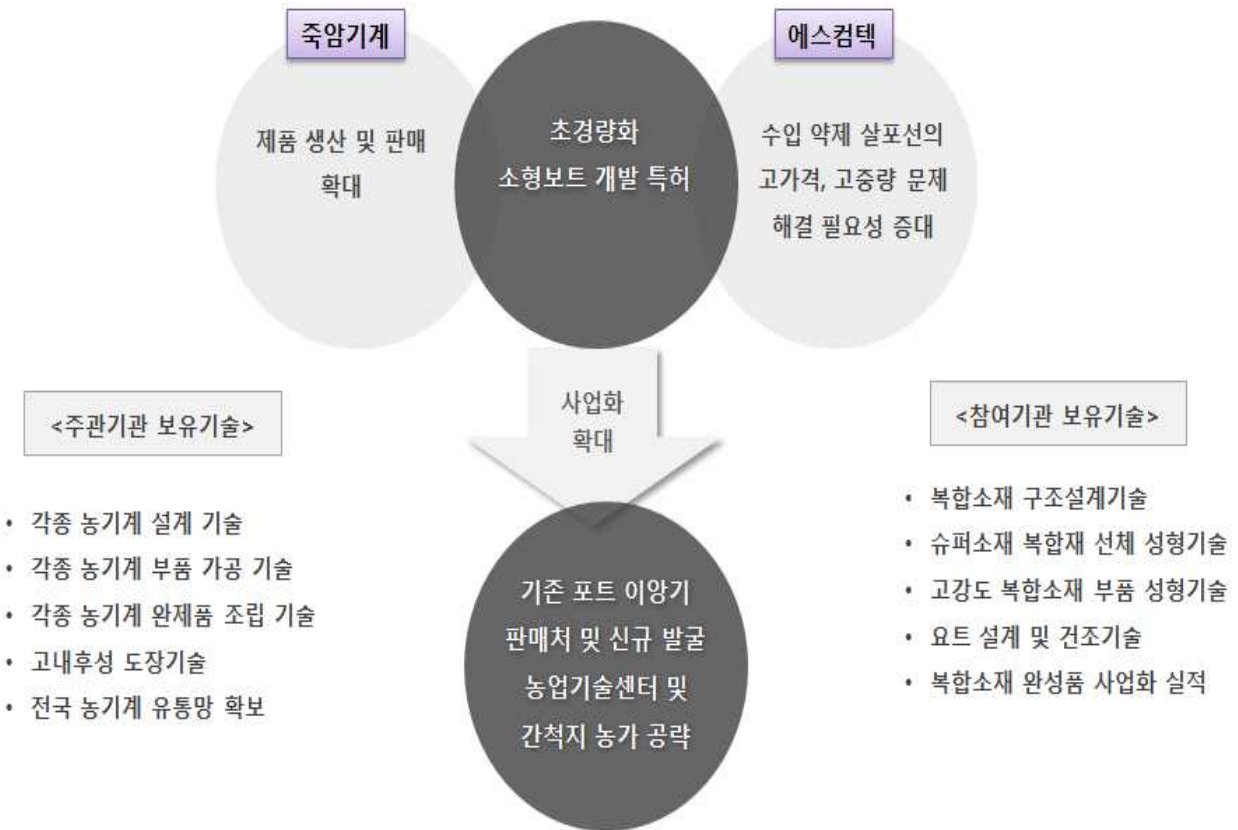 죽암기계
에스컴텍
제품 생산 및 판매
확대
초경량화
소형보트 개발 특허
수입 약제 살포선의
고가격, 고중량 문제
해결 필요성 증대
사업화
확대
<주관기관 보유기술>
• 각종 농기계 설계 기술
• 각종 농기계 부품 가공 기술
• 각종 농기계 완제품 조립 기술
• 고내후성 도장기술
• 전국 농기계 유통망 확보
<참여기관 보유기술>
• 복합소재 구조설계기술
• 슈퍼소재 복합재 선체 성형기술
• 고강도 복합소재 부품 성형기술
• 요트 설계 및 건조기술
• 복합소재 완성품 사업화 실적
기존 포트 이앙기
판매처 및 신규 발굴
농업기술센터 및
간척지 농가 공략